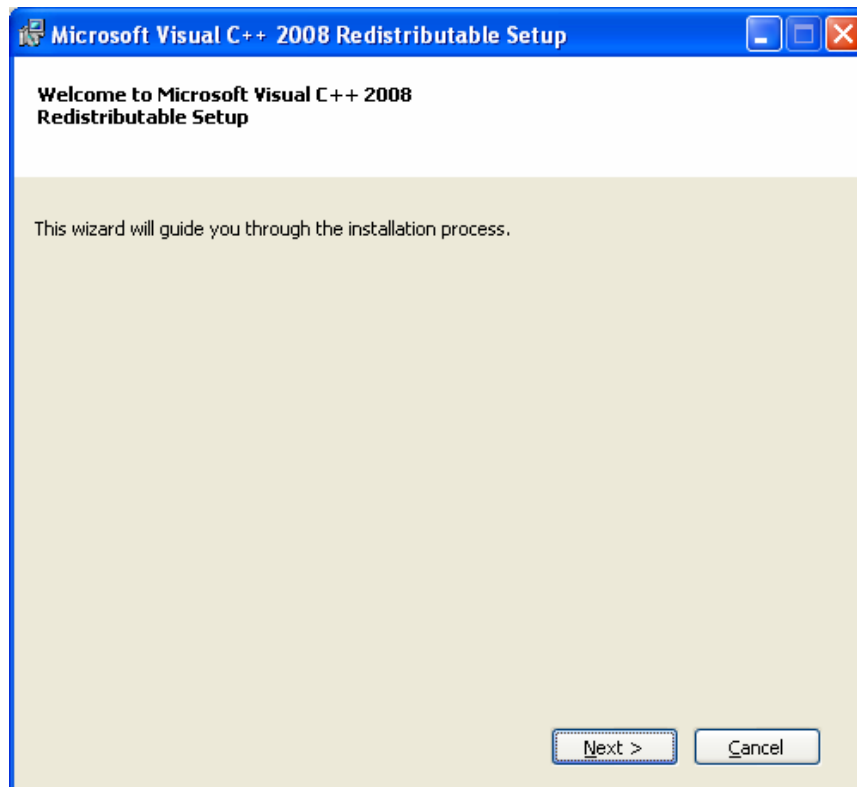 Microsoft Visual C++ 2008 Redistributable Setup
Welcome to Microsoft Visual C++ 2008
Redistributable Setup
This wizard will guide you through the installation process.
Next >
Cancel